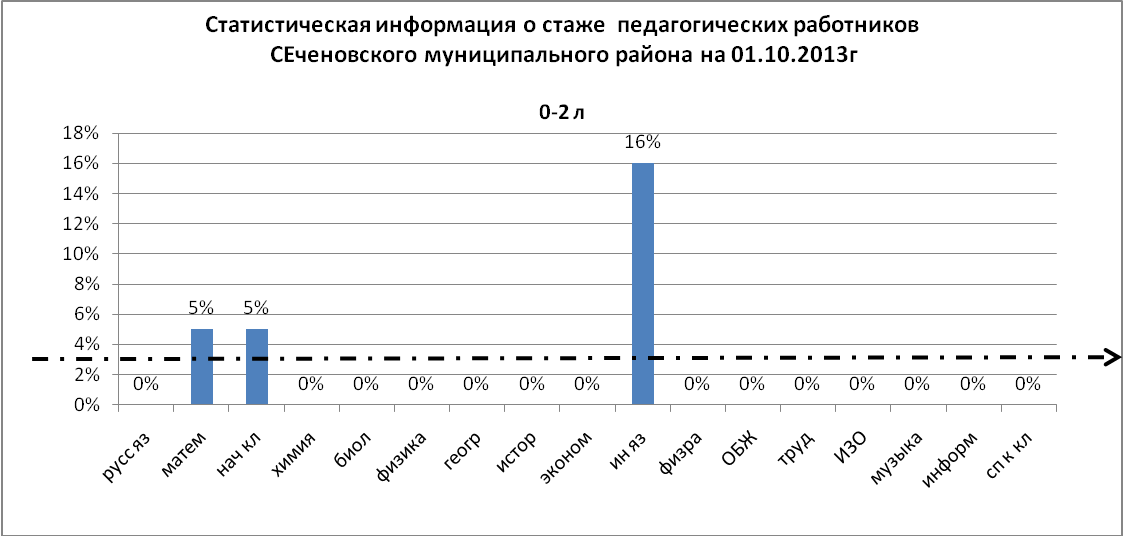 Статистическая информация о стаже педагогических работников
СЕченовского муниципального района на 01.10.2013г
0-2 л
18%
16%
14%
12%
10%
8%
6%
4%
2%
0%
0%
5%
5%
0%
0%
0%
0%
0%
0%
16%
0%
0%
0%
0%
0%
0%
0%
русс яз
матем
нач кл
химия
биол
физика
геогр
истор
эконом
ин яз
физра
ОБЖ
труд
ИЗО
музыка
информ
сп к кл